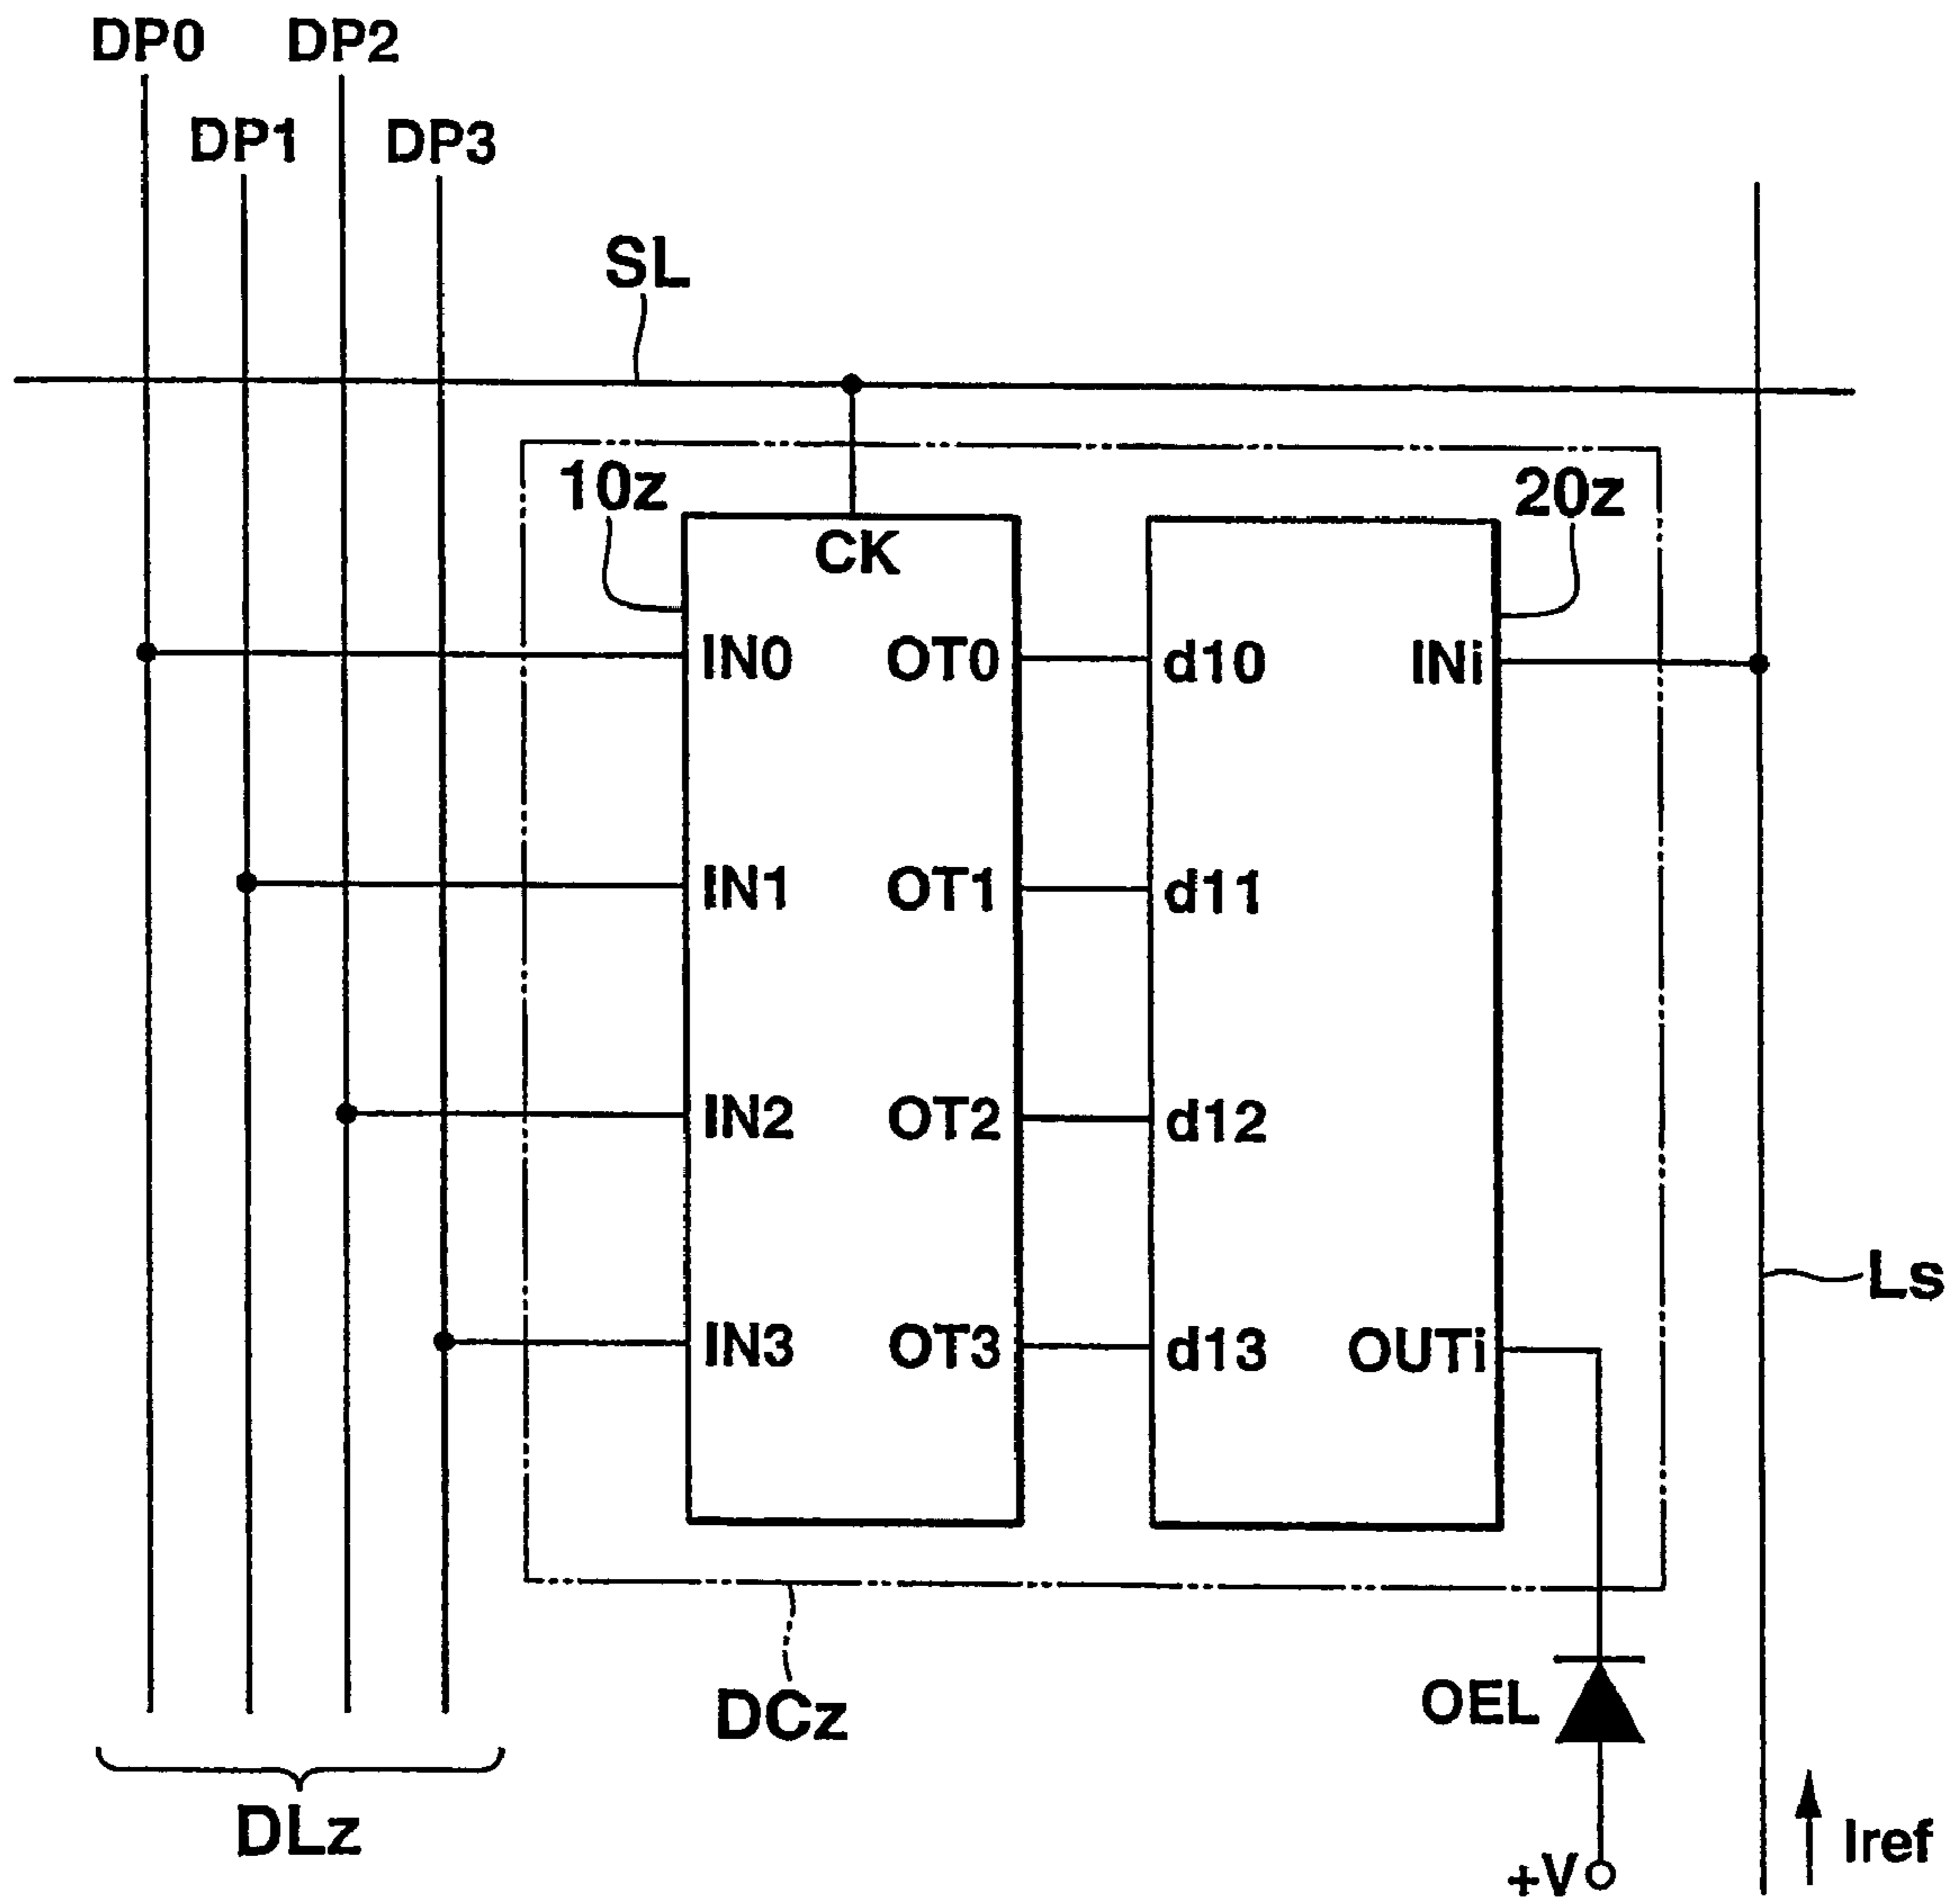 DP0 DP2
DP1 DP3
SL
10z 20z
CK
IN0 OT0 d10 INi
IN1 OT1 d11
IN2 OT2 d12
Ls
IN3 OT3 d13 OUTi
OEL
DCz
DLz
Iref
+V